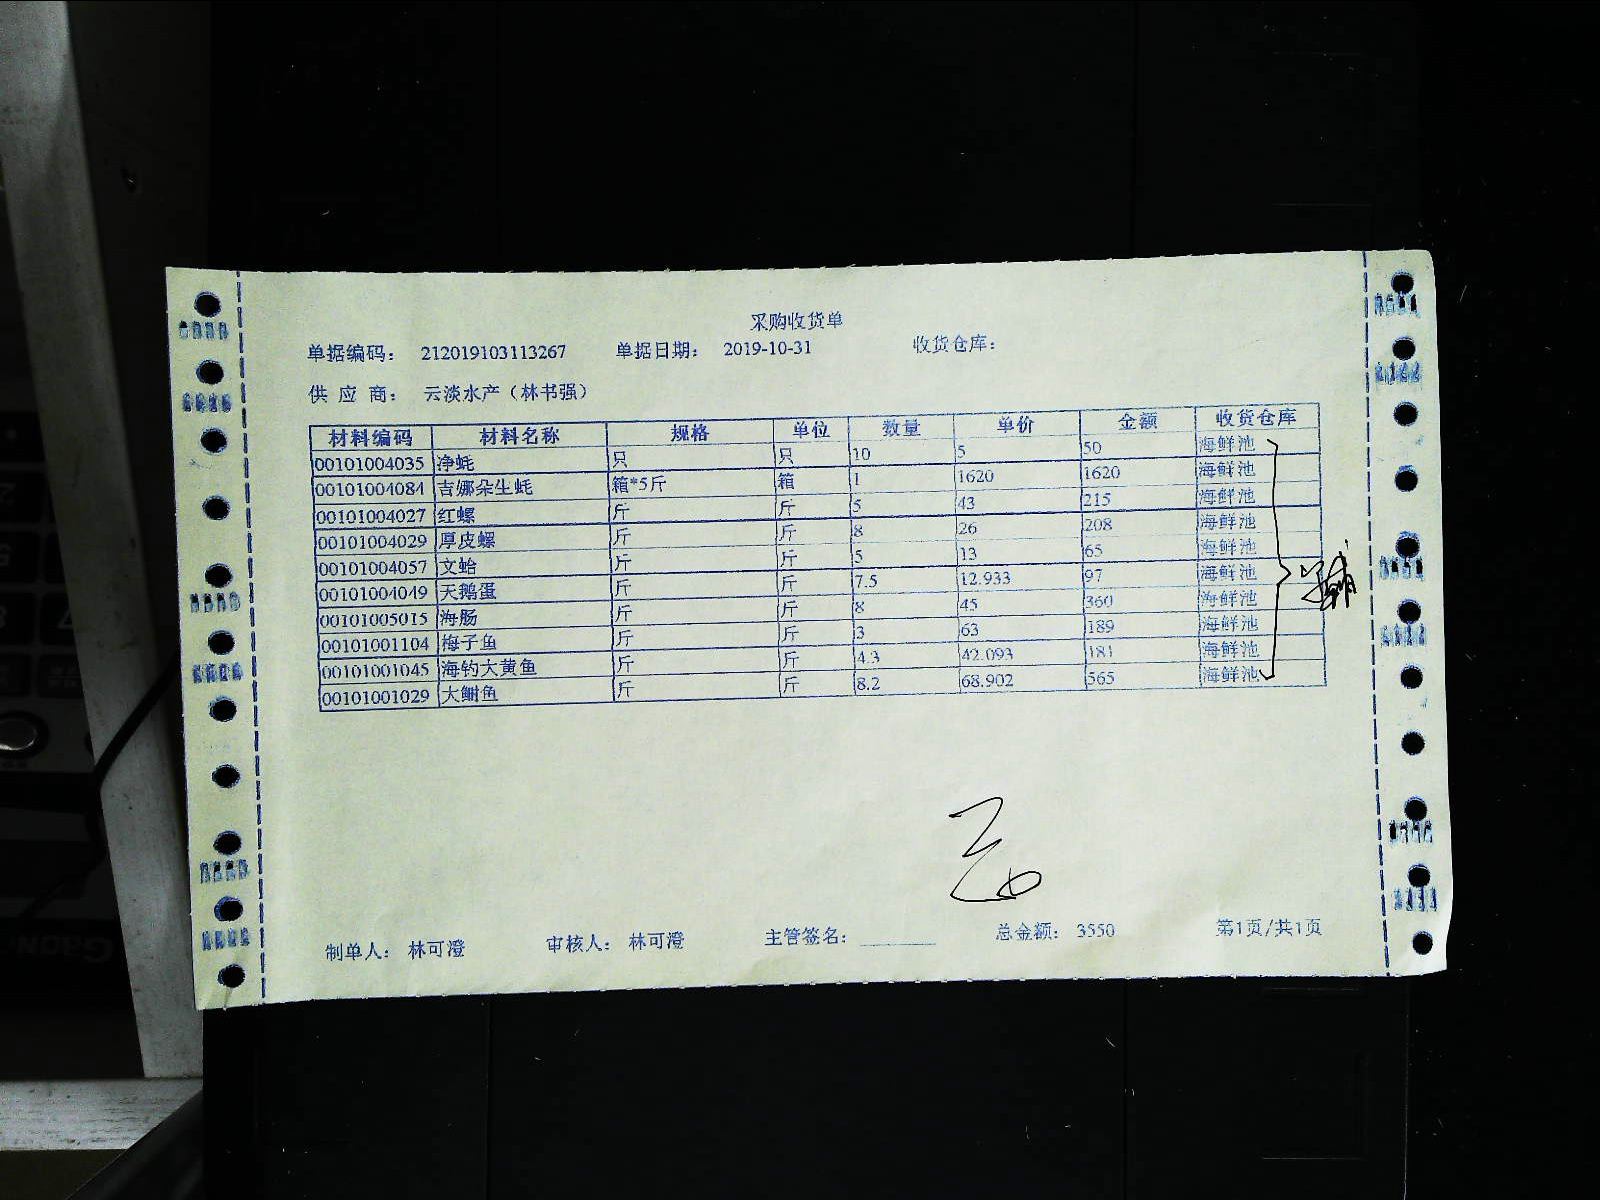 采购收货单
单据编码： 212019103113267 单据日期： 2019-10-31 收货仓库：
供 应 商： 云淡水产（林书强）
材料编码 材料名称 规格 单位 数量 单价 金额 收货仓库
00101004035 净蚝 只 只 10 5 50 海鲜池
00101004084 吉娜朵生蚝 箱*5斤 箱 1 1620 1620 海鲜池
00101004027 红螺 斤 斤 5 43 215 海鲜池
00101004029 厚皮螺 斤 斤 8 26 208 海鲜池
00101004057 文蛤 斤 斤 5 13 65 海鲜池
00101004049 天鹅蛋 斤 斤 7.5 12.933 97 海鲜池
00101005015 海肠 斤 斤 8 45 360 海鲜池
00101001104 梅子鱼 斤 斤 3 63 189 海鲜池
00101001045 海钓大黄鱼 斤 斤 4.3 42.093 181 海鲜池
00101001029 大鲥鱼 斤 斤 8.2 68.902 565 海鲜池
制单人： 林可澄 审核人： 林可澄 主管签名： 总金额： 3550 第1页/共1页